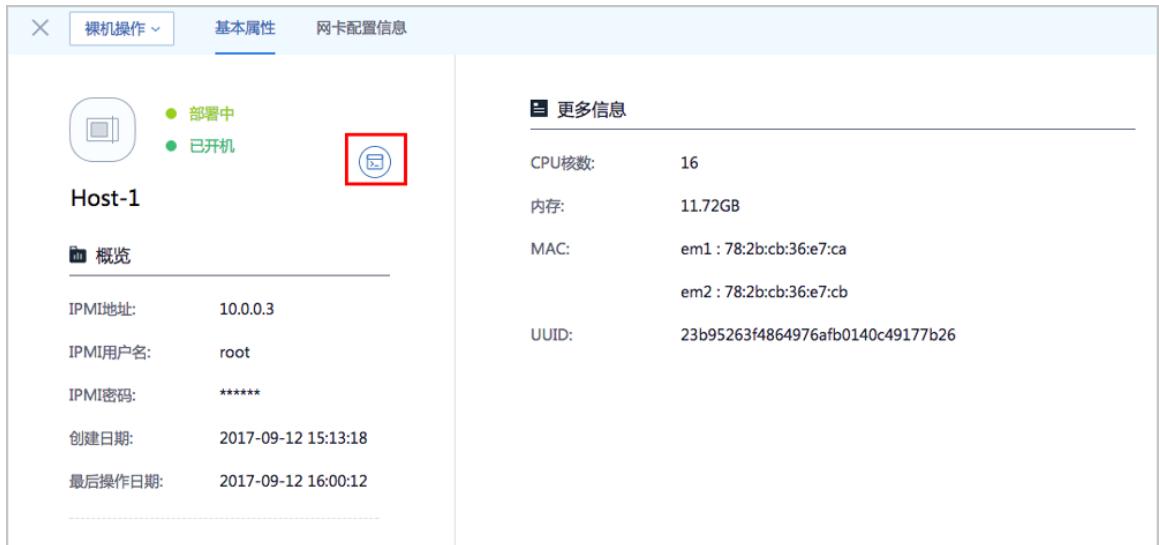 裸机操作
基本属性
网卡配置信息
部署中
已开机
Host-1
概览
IPMI地址: 10.0.0.3
IPMI用户名: root
IPMI密码: ******
创建日期: 2017-09-12 15:13:18
最后操作日期: 2017-09-12 16:00:12
更多信息
CPU核数: 16
内存: 11.72GB
MAC: em1 : 78:2b:cb:36:e7:ca
em2 : 78:2b:cb:36:e7:cb
UUID: 23b95263f4864976afb0140c49177b26